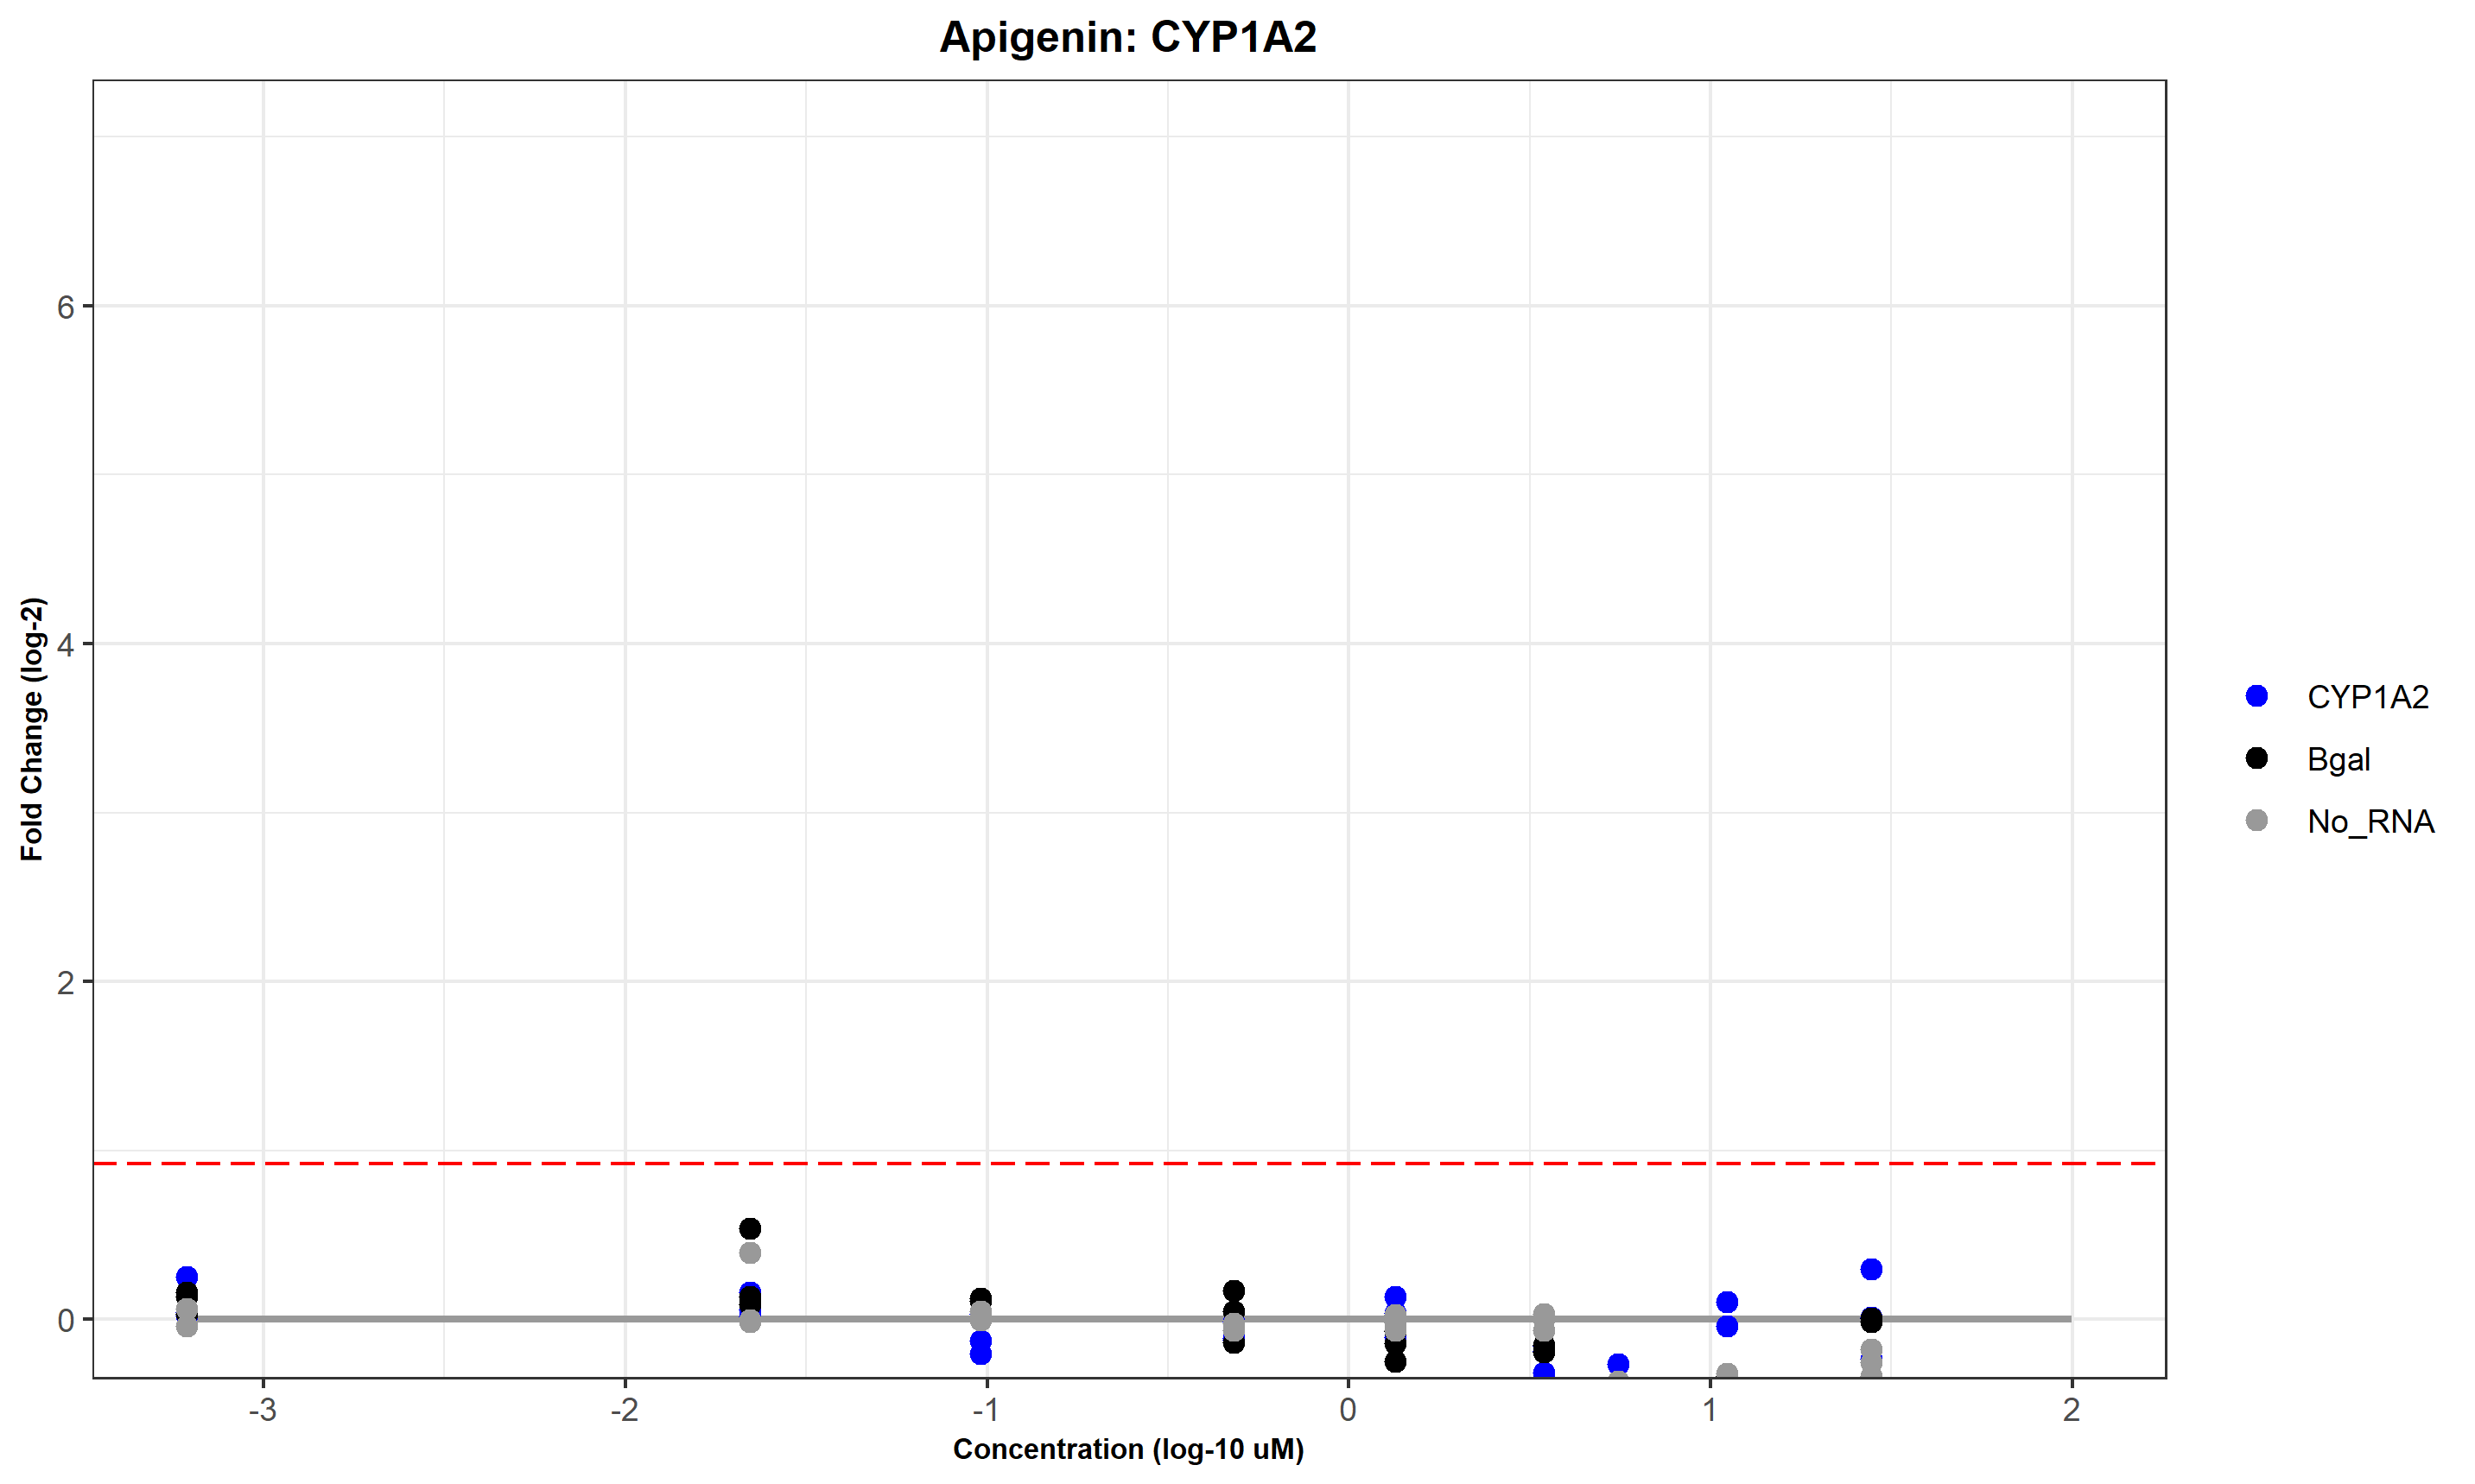 Apigenin: CYP1A2
Fold Change (log-2)
6
4
2
0
-3
-2
-1
0
1
2
Concentration (log-10 uM)
CYP1A2
Bgal
No_RNA